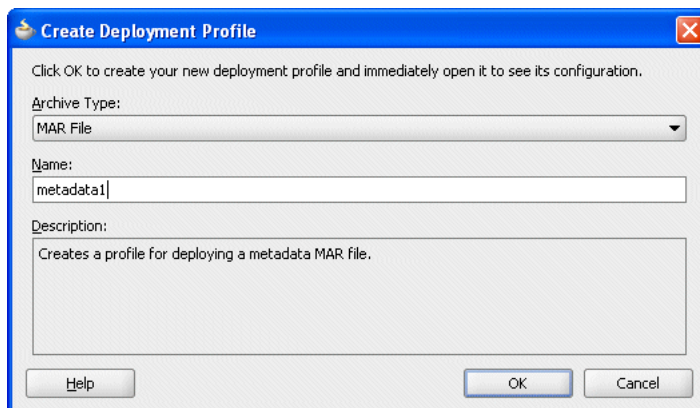 Create Deployment Profile
Click OK to create your new deployment profile and immediately open it to see its configuration.
Archive Type:
MAR File
Name:
metadata1
Description:
Creates a profile for deploying a metadata MAR file.
Help
OK
Cancel